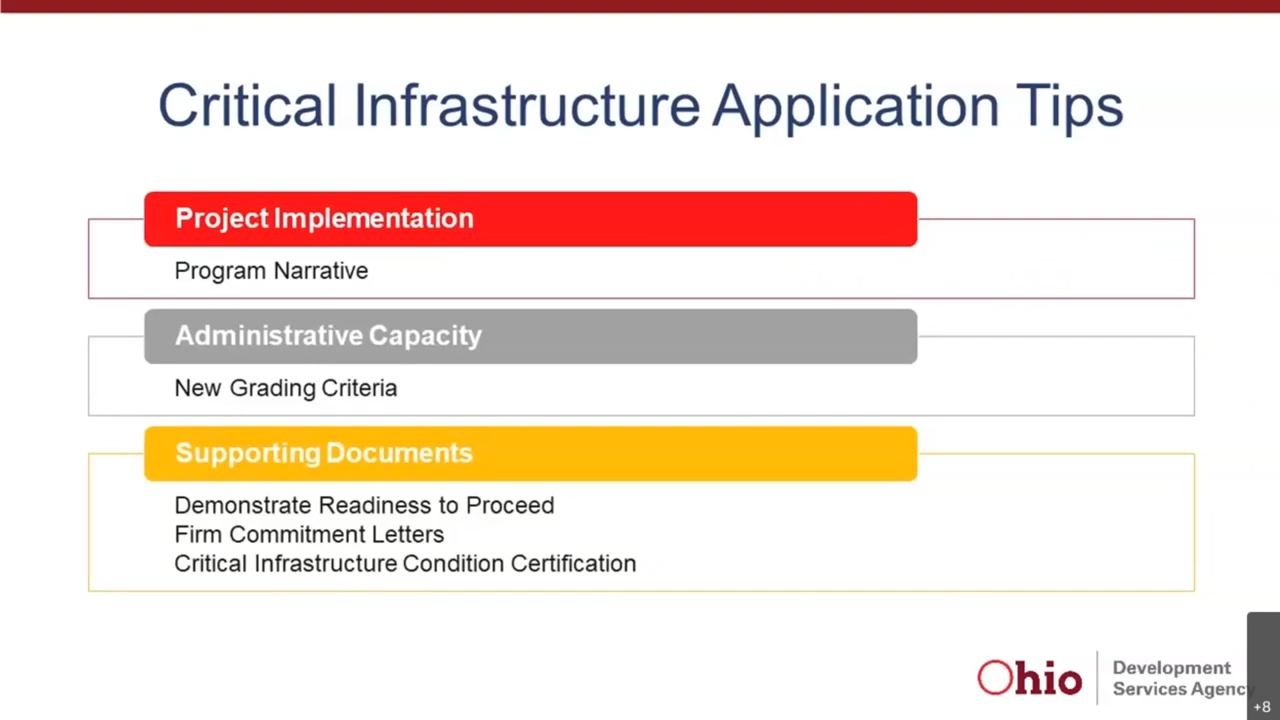 Critical Infrastructure Application Tips
Project Implementation
Program Narrative
Administrative Capacity
New Grading Criteria
Supporting Documents
Demonstrate Readiness to Proceed
Firm Commitment Letters
Critical Infrastructure Condition Certification
Ohio
Development
Services Agency
+8